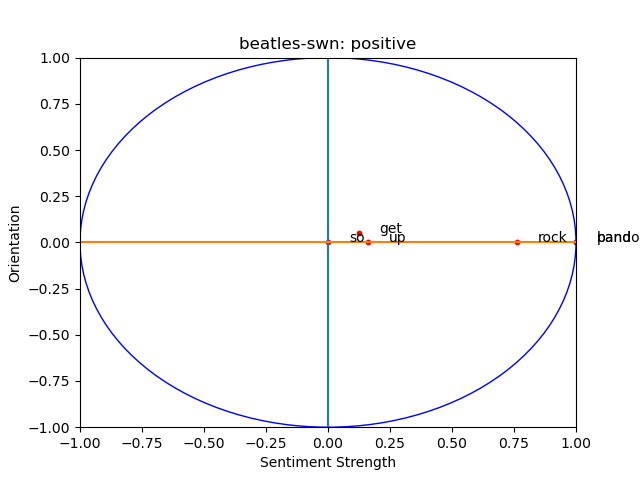 beatles-swn: positive
1.00
0.75
0.50
0.25
0.00
−0.25
−0.50
−0.75
−1.00
Orientation
get
so
up
rock
−1.00 −0.75 −0.50 −0.25 0.00 0.25 0.50 0.75 1.00
Sentiment Strength